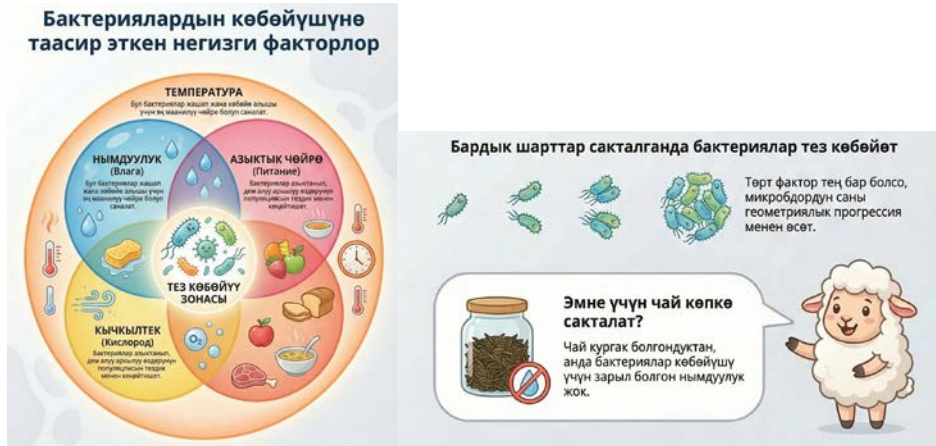 Бактериялардын көбөйүшүнө
таасир эткен негизги факторлор
ТЕМПЕРАТУРА
Бул бактериялар жашап жана көбөйө алышы
үчүн эң маанилүү чөйрө болуп саналат.
НЫМДУУЛУК
(Влага)
Бул бактериялар жашап
жана көбөйө алышы үчүн
эң маанилүү чөйрө болуп
саналат.
АЗЫКТЫК ЧӨЙРӨ
(Питание)
Бактериялар азыктанып,
дем алуу аркылуу өздөрүнүн
популяциясын тездик менен
кеңейтишет.
ТЕЗ КӨБӨЙҮҮ
ЗОНАСЫ
КЫЧКЫЛТЕК
(Кислород)
Бактериялар азыктанып,
дем алуу аркылуу өздөрүнүн
популяциясын тездик
менен кеңейтишет.
O₂
Бардык шарттар сакталганда бактериялар тез көбөйөт
Төрт фактор тең бар болсо,
микробдордун саны
геометриялык прогрессия
менен өсөт.
Эмне үчүн чай көпкө
сакталат?
Чай кургак болгондуктан,
анда бактериялар көбөйүшү
үчүн зарыл болгон нымдуулук
жок.